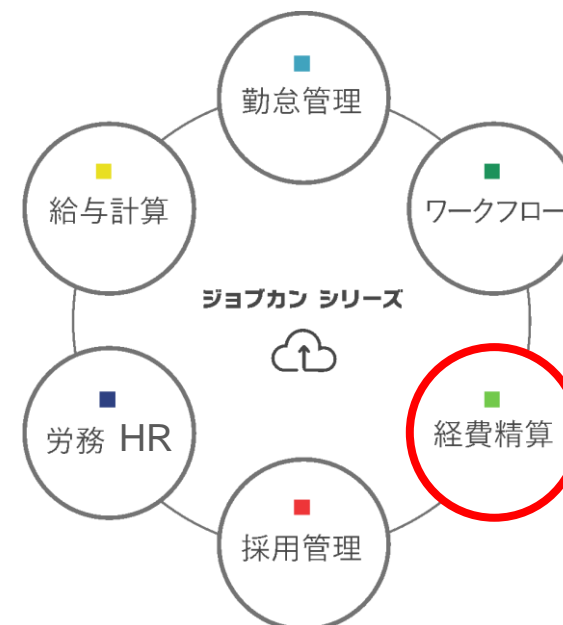 勤怠管理
給与計算
ワークフロー
ジョブカン シリーズ
労務 HR
経費精算
採用管理